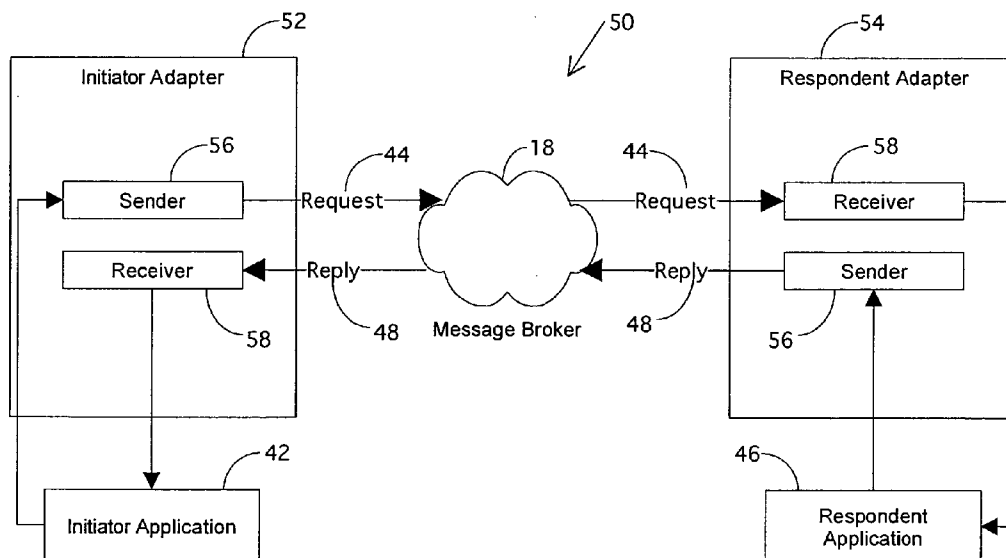 52
50
54
Initiator Adapter
Respondent Adapter
56
44
18
44
58
Sender
Request
Request
Receiver
Receiver
Reply
Reply
Sender
58
48
Message Broker
48
56
42
46
Initiator Application
Respondent
Application